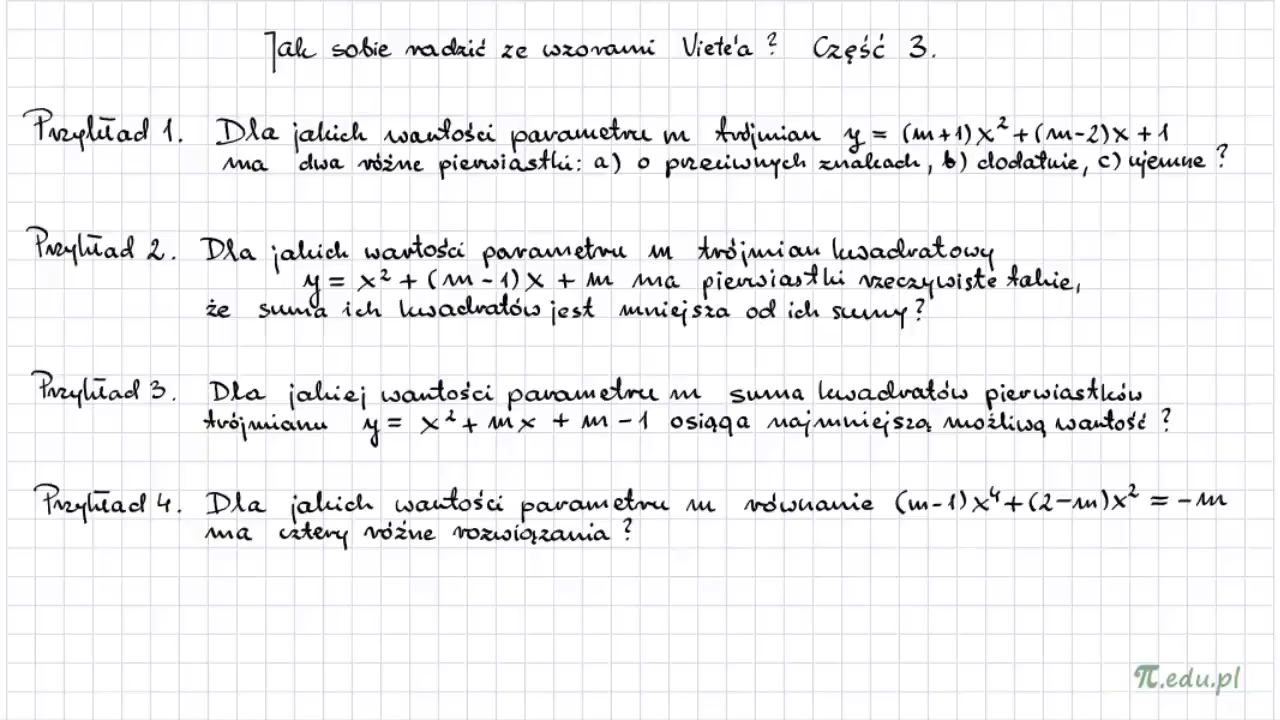 Jak sobie radzić ze wzorami Viete'a? Część 3.
Przykład 1. Dla jakich wartości parametru m trójmian y = (m+1)x² + (m-2)x + 1
ma dwa różne pierwiastki: a) o przeciwnych znakach, b) dodatnie, c) ujemne?
Przykład 2. Dla jakich wartości parametru m trójmian kwadratowy
y = x² + (m-1)x + m ma pierwiastki rzeczywiste takie,
że suma ich kwadratów jest mniejsza od ich sumy?
Przykład 3. Dla jakiej wartości parametru m suma kwadratów pierwiastków
trójmianu y = x² + mx + m - 1 osiąga najmniejszą możliwą wartość?
Przykład 4. Dla jakich wartości parametru m równanie (m-1)x⁴ + (2-m)x² = -m
ma cztery różne rozwiązania?
π.edu.pl